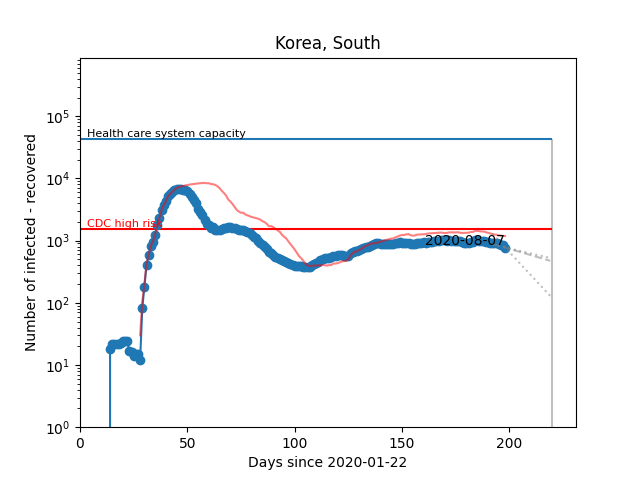 Korea, South
Number of infected - recovered
10^5
10^4
10^3
10^2
10^1
10^0
Health care system capacity
CDC high risk
2020-08-07
0 50 100 150 200
Days since 2020-01-22